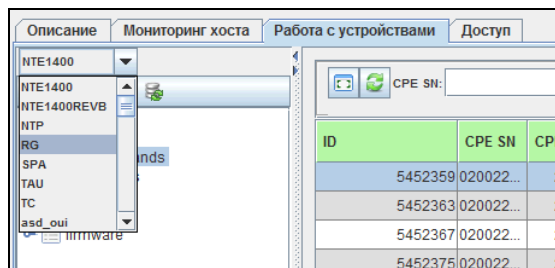 Описание Мониторинг хоста Работа с устройствами Доступ
NTE1400
CPE SN:
NTE1400
NTE1400REVB
NTP
RG
SPA
TAU
TC
asd_oui
ands
firmware
ID CPE SN CP
5452359 020022...
5452363 020022...
5452367 020022...
5452375 020022...